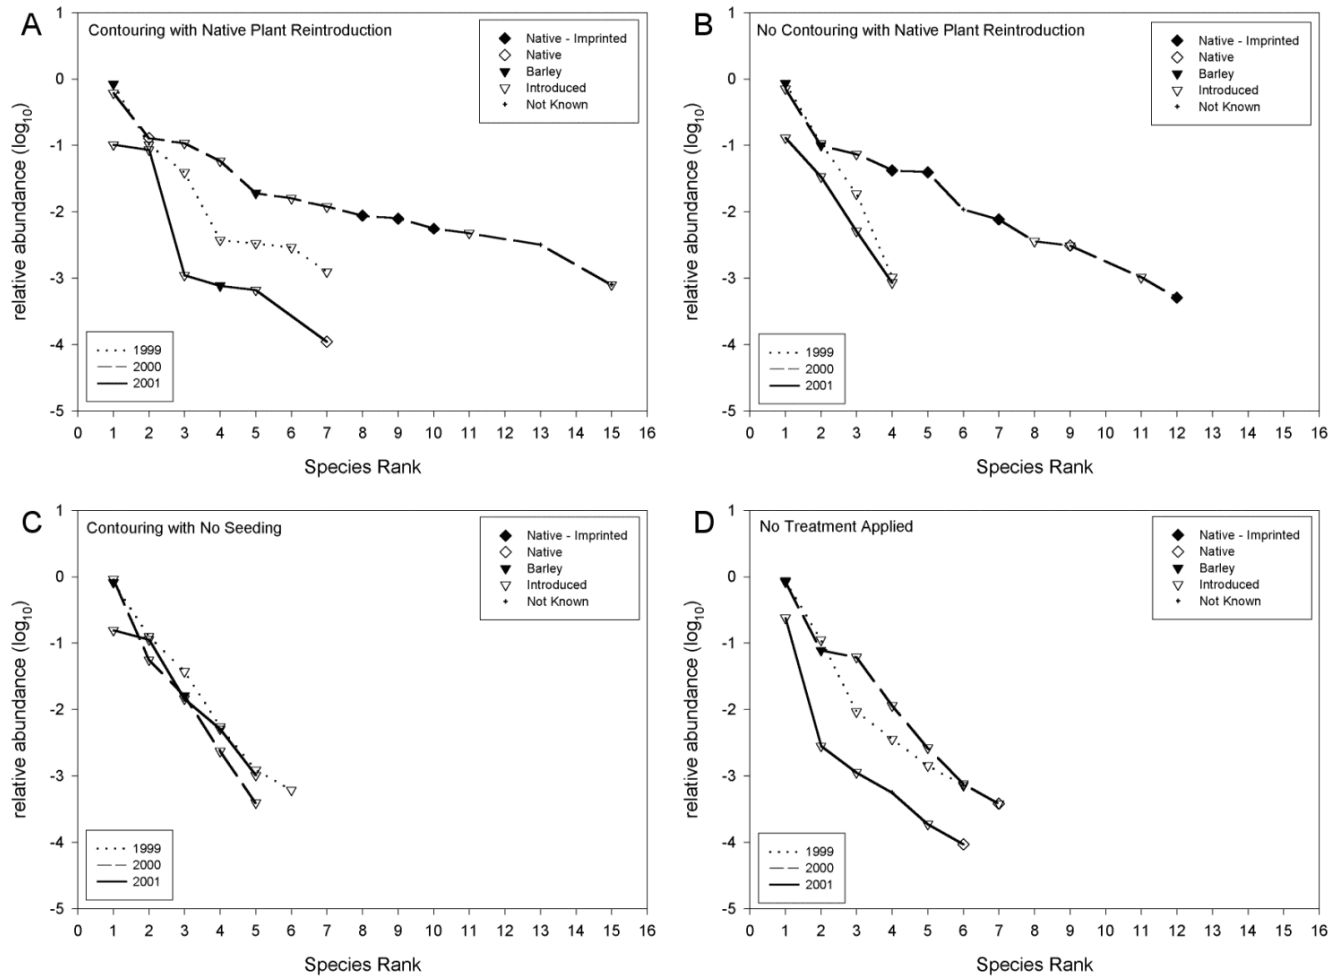 A
Contouring with Native Plant Reintroduction
Native - Imprinted
Native
Barley
Introduced
Not Known
relative abundance (log10)
1
0
-1
-2
-3
-4
-5
1999
2000
2001
0 1 2 3 4 5 6 7 8 9 10 11 12 13 14 15 16
Species Rank
B
No Contouring with Native Plant Reintroduction
Native - Imprinted
Native
Barley
Introduced
Not Known
relative abundance (log10)
1
0
-1
-2
-3
-4
-5
1999
2000
2001
0 1 2 3 4 5 6 7 8 9 10 11 12 13 14 15 16
Species Rank
C
Contouring with No Seeding
Native - Imprinted
Native
Barley
Introduced
Not Known
relative abundance (log10)
1
0
-1
-2
-3
-4
-5
1999
2000
2001
0 1 2 3 4 5 6 7 8 9 10 11 12 13 14 15 16
Species Rank
D
No Treatment Applied
Native - Imprinted
Native
Barley
Introduced
Not Known
relative abundance (log10)
1
0
-1
-2
-3
-4
-5
1999
2000
2001
0 1 2 3 4 5 6 7 8 9 10 11 12 13 14 15 16
Species Rank